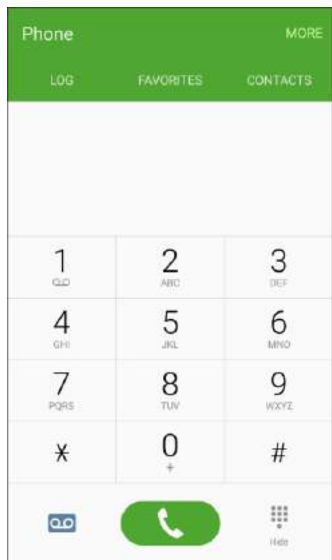 Phone MORE
LOG FAVORITES CONTACTS
1 2 3
ABC DEF
4 5 6
GHI JKL MNO
7 8 9
PQRS TUV WXYZ
* 0 #
+
Hide